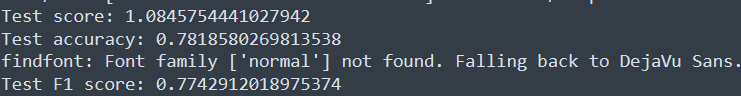 Test score: 1.0845754441027942
Test accuracy: 0.7818580269813538
findfont: Font family ['normal'] not found. Falling back to DejaVu Sans.
Test F1 score: 0.7742912018975374